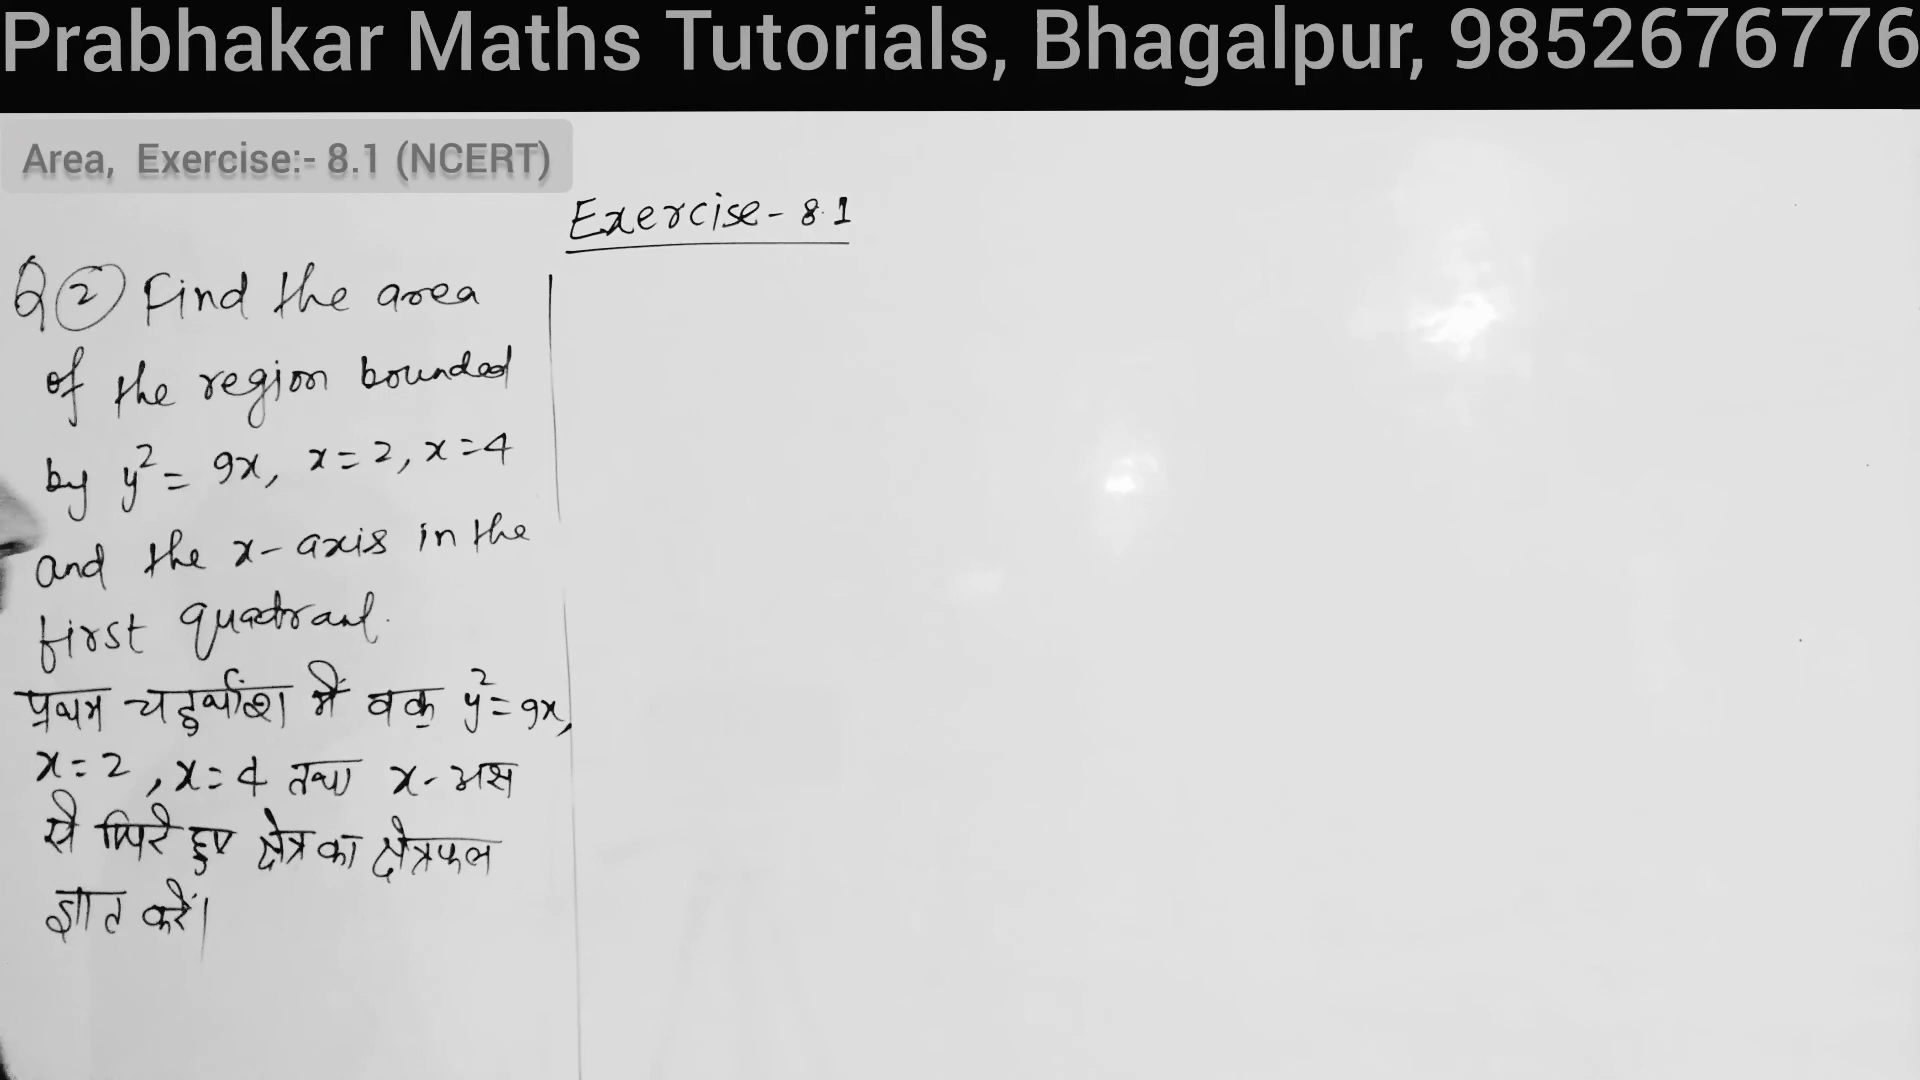 Prabhakar Maths Tutorials, Bhagalpur, 9852676776
Area, Exercise:- 8.1 (NCERT)
Exercise - 8.1
Q ② Find the area
of the region bounded
by y² = 9x, x = 2, x = 4
and the x-axis in the
first quadrant.
प्रथम चतुर्थांश में वक्र y² = 9x,
x = 2, x = 4 तथा x-अक्ष
से घिरे हुए क्षेत्र का क्षेत्रफल
ज्ञात करें।